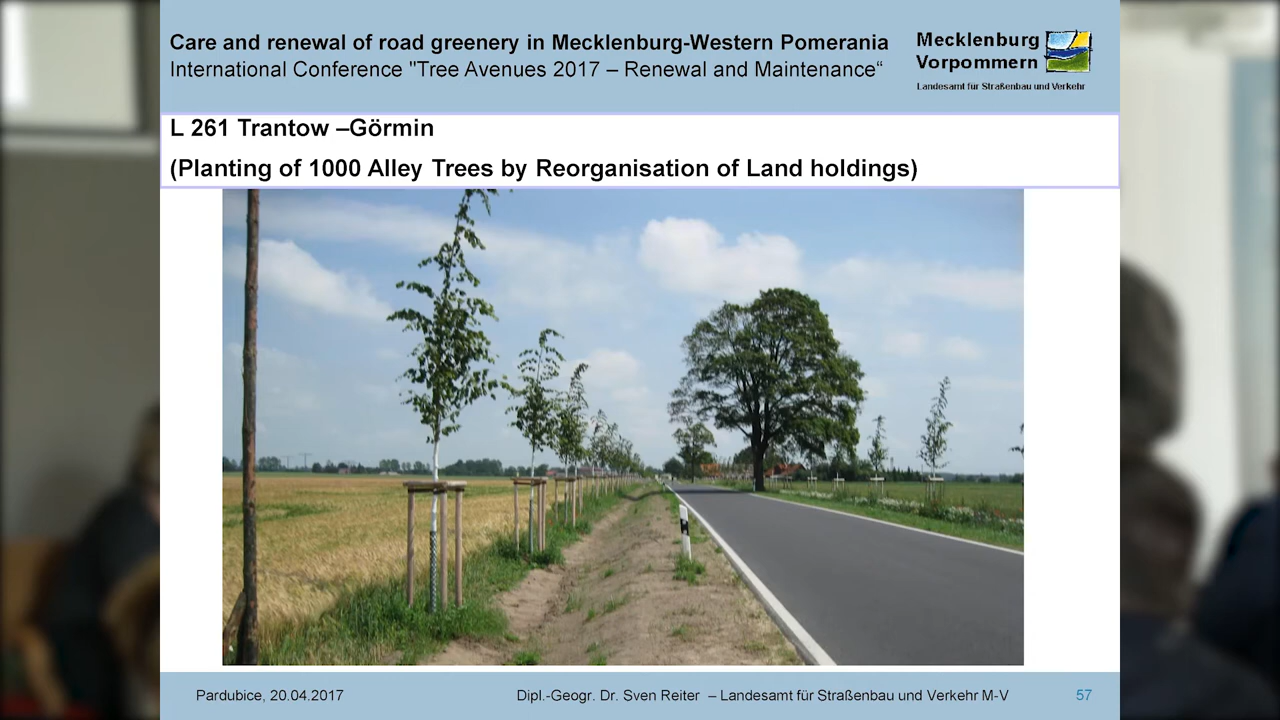 Care and renewal of road greenery in Mecklenburg-Western Pomerania
International Conference "Tree Avenues 2017 – Renewal and Maintenance“
Mecklenburg
Vorpommern
Landesamt für Straßenbau und Verkehr
L 261 Trantow –Görmin
(Planting of 1000 Alley Trees by Reorganisation of Land holdings)
Pardubice, 20.04.2017
Dipl.-Geogr. Dr. Sven Reiter – Landesamt für Straßenbau und Verkehr M-V
57